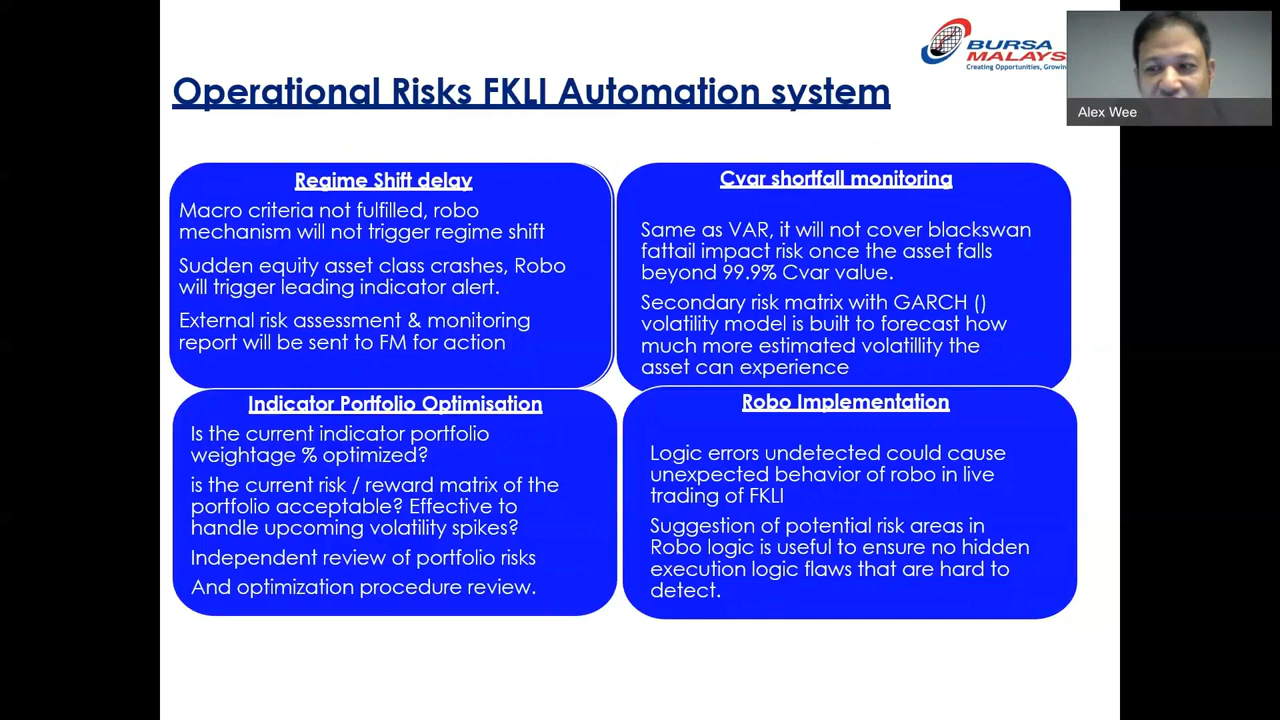 BURSA
MALAYS
Creating Opportunities, Growin
Alex Wee
Operational Risks FKLI Automation system
Regime Shift delay
Macro criteria not fulfilled, robo
mechanism will not trigger regime shift
Sudden equity asset class crashes, Robo
will trigger leading indicator alert.
External risk assessment & monitoring
report will be sent to FM for action
Cvar shortfall monitoring
Same as VAR, it will not cover blackswan
fattail impact risk once the asset falls
beyond 99.9% Cvar value.
Secondary risk matrix with GARCH ()
volatility model is built to forecast how
much more estimated volatillity the
asset can experience
Indicator Portfolio Optimisation
Is the current indicator portfolio
weightage % optimized?
is the current risk / reward matrix of the
portfolio acceptable? Effective to
handle upcoming volatility spikes?
Independent review of portfolio risks
And optimization procedure review.
Robo Implementation
Logic errors undetected could cause
unexpected behavior of robo in live
trading of FKLI
Suggestion of potential risk areas in
Robo logic is useful to ensure no hidden
execution logic flaws that are hard to
detect.